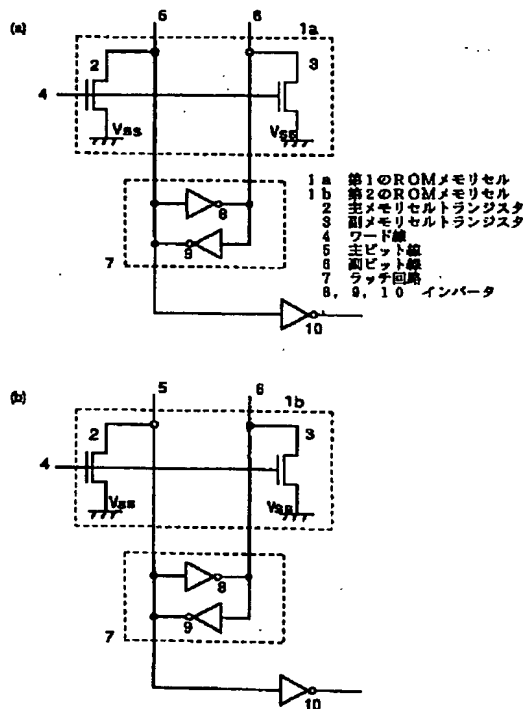 (a)
5
6
1a
2
3
4
Vss
Vss
8
9
7
10
1a 第1のROMメモリセル
1b 第2のROMメモリセル
2 主メモリセルトランジスタ
3 副メモリセルトランジスタ
4 ワード線
5 主ビット線
6 副ビット線
7 ラッチ回路
8, 9, 10 インバータ
(b)
5
6
1b
2
3
4
Vss
Vss
8
9
7
10